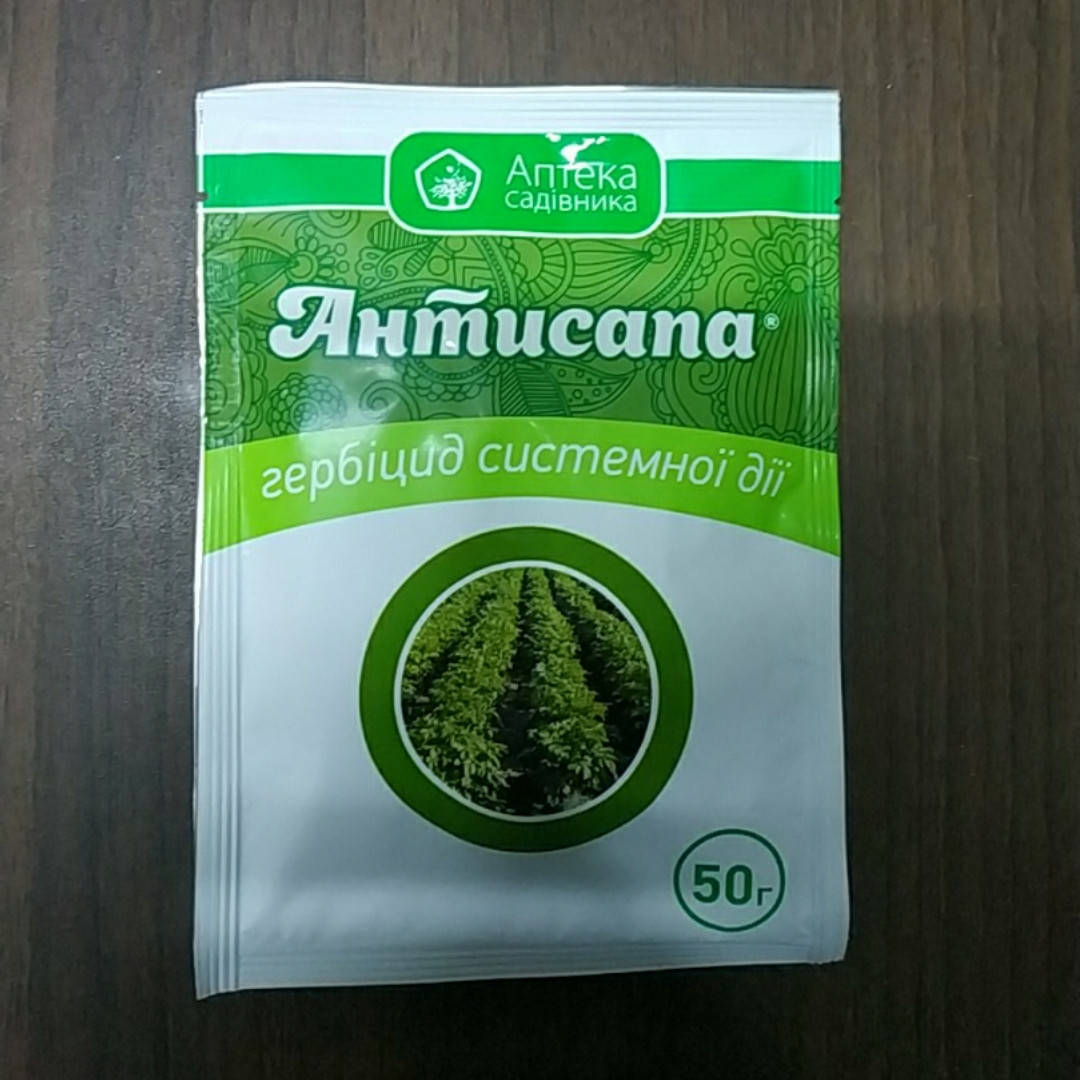 Аптека
садівника
Антисапа®
гербіцид системної дії
50г